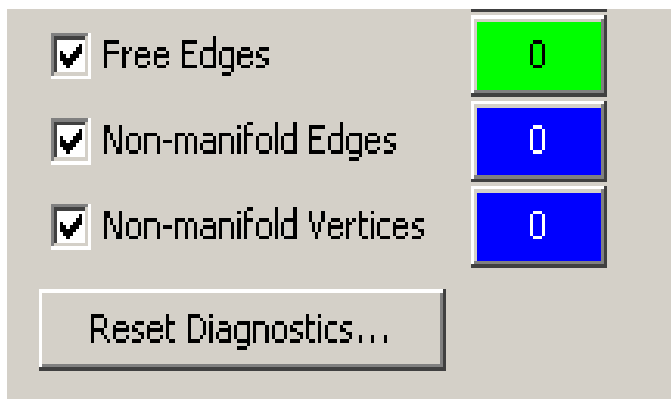 Free Edges 0
Non-manifold Edges 0
Non-manifold Vertices 0
Reset Diagnostics...